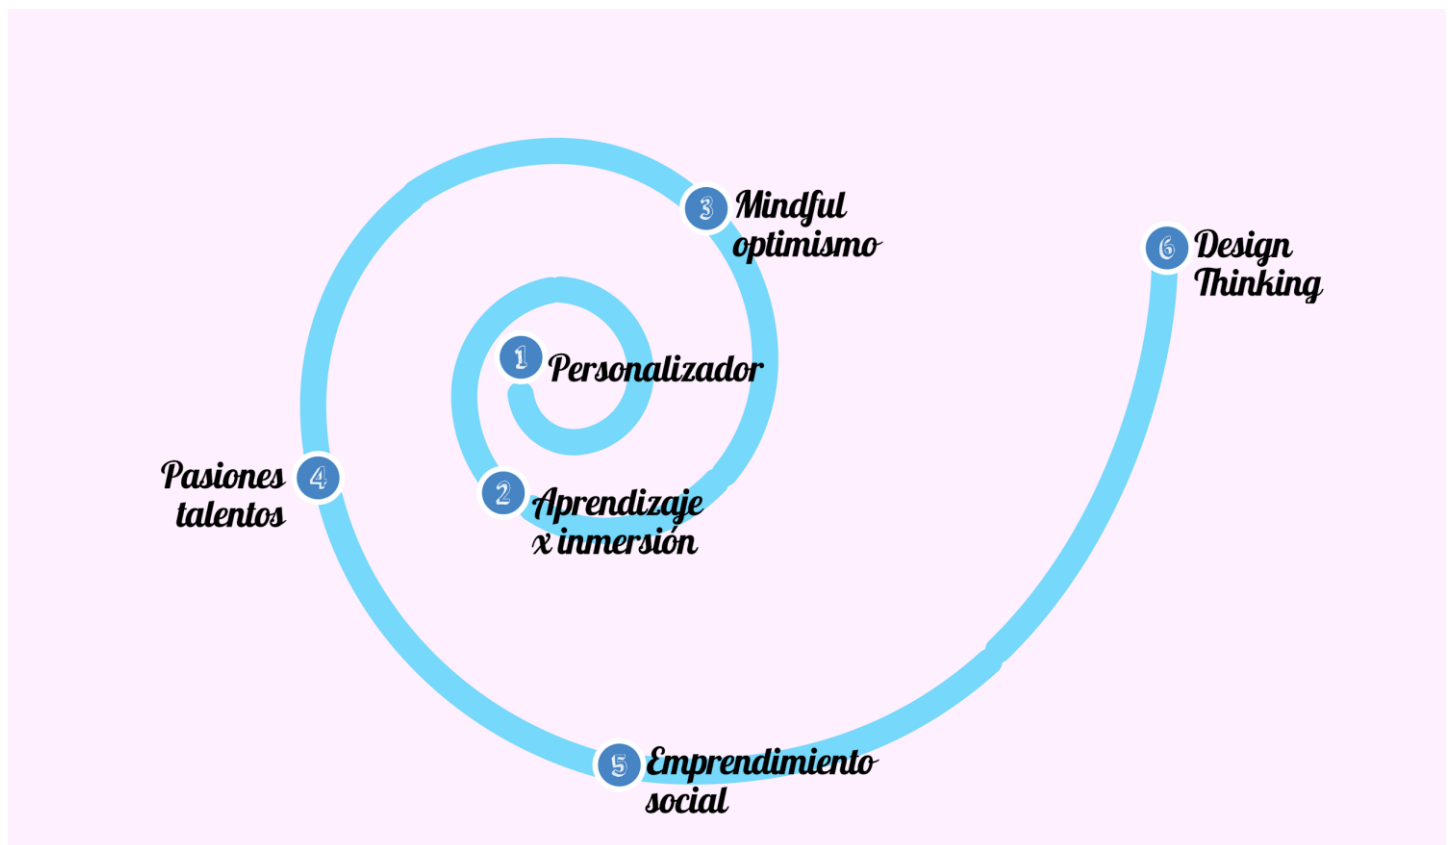 1
Personalizador
2
Aprendizaje
x inmersión
3
Mindful
optimismo
4
Pasiones
talentos
5
Emprendimiento
social
6
Design
Thinking